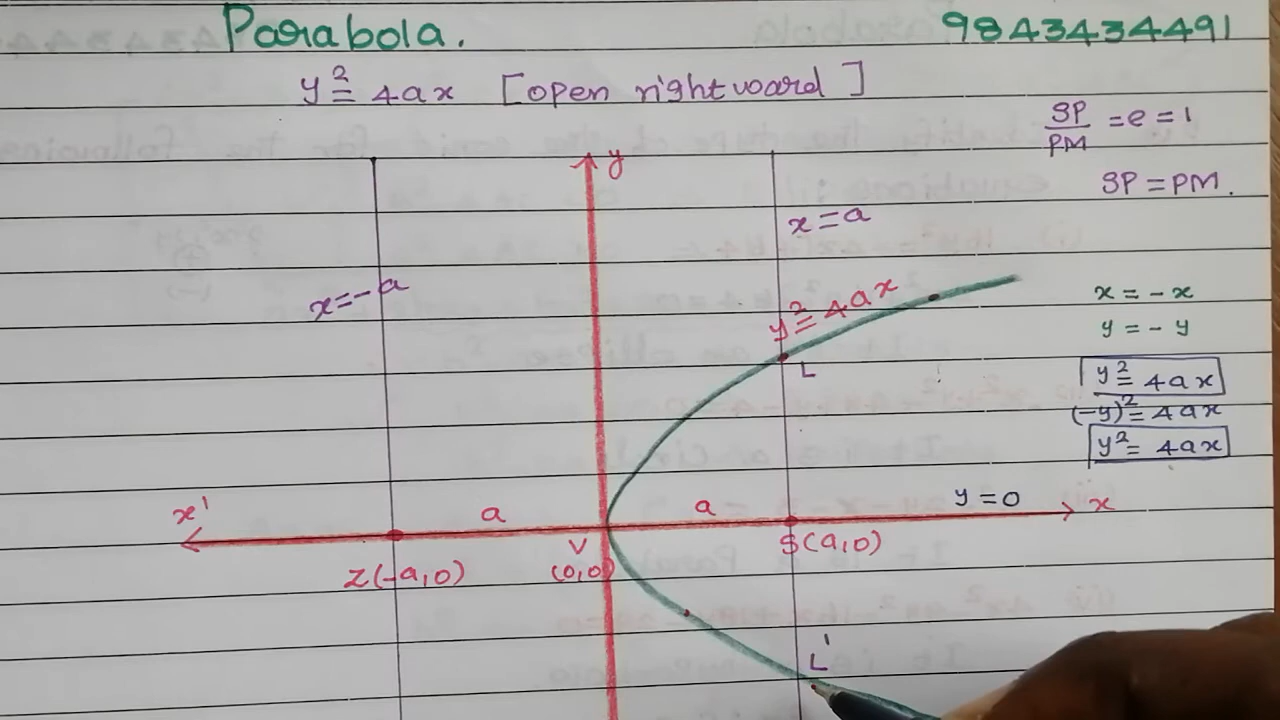 Parabola. 9843434491
y² = 4ax [open rightward]
SP/PM = e = 1
SP = PM.
y
x = a
x = -a
y² = 4ax
x = -x
y = -y
L
y² = 4ax
(-y)² = 4ax
y² = 4ax
x' a a y = 0 x
V S(a,0)
Z(-a,0) (0,0)
L'